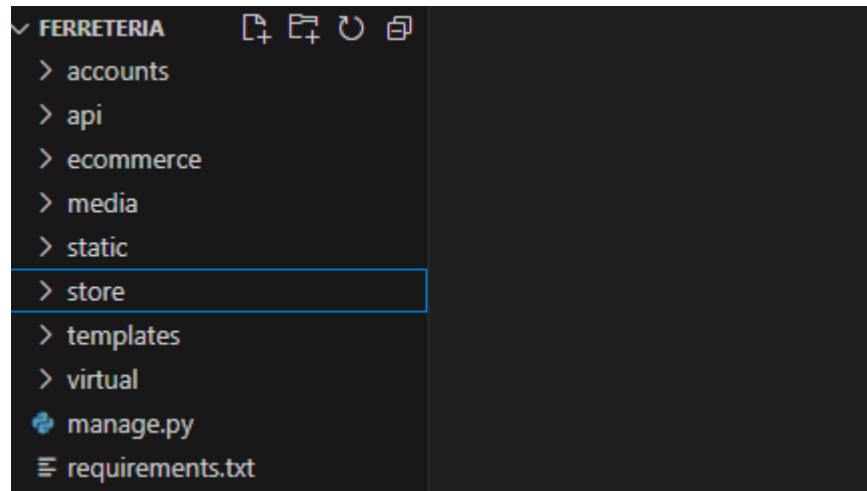 FERRETERIA
accounts
api
ecommerce
media
static
store
templates
virtual
manage.py
requirements.txt